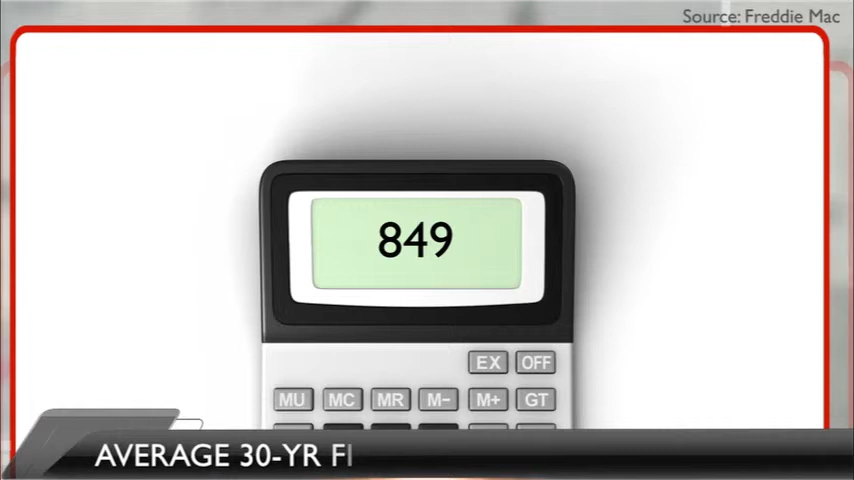 Source: Freddie Mac
849
EX OFF
MU MC MR M− M+ GT
AVERAGE 30-YR FI